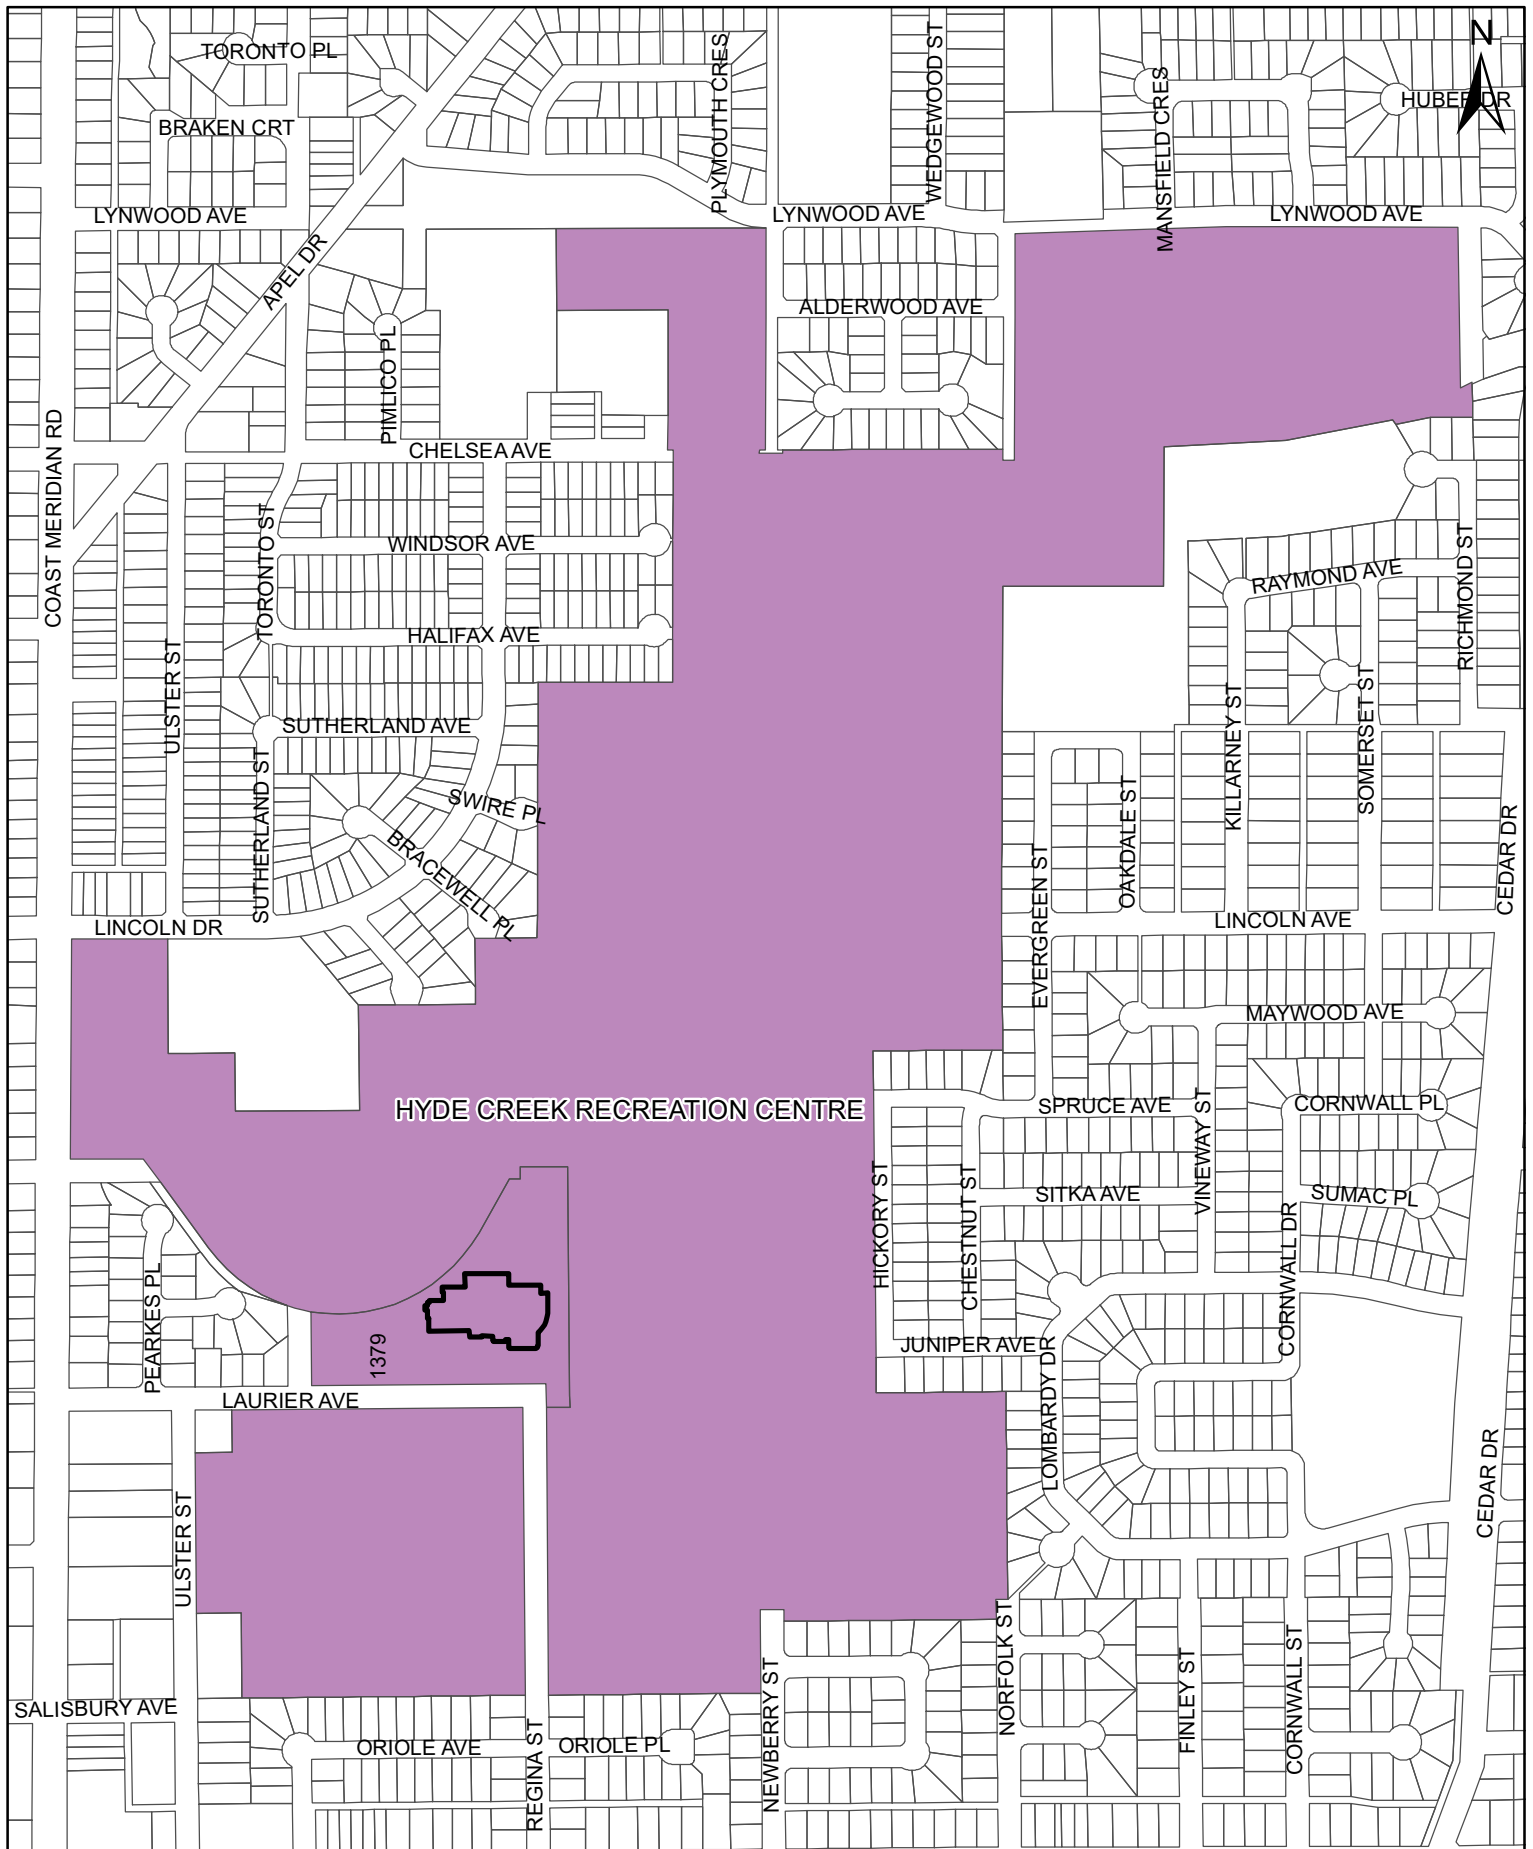 N
TORONTO PL
PLYMOUTH CRES
WEDGEWOOD ST
MANSFIELD CRES
HUBER DR
BRAKEN CRT
LYNWOOD AVE
LYNWOOD AVE
LYNWOOD AVE
APEL DR
ALDERWOOD AVE
PIMLICO PL
CHELSEA AVE
COAST MERIDIAN RD
TORONTO ST
WINDSOR AVE
RAYMOND AVE
RICHMOND ST
HALIFAX AVE
ULSTER ST
SUTHERLAND AVE
KILLARNEY ST
SOMERSET ST
SUTHERLAND ST
SWIRE PL
OAKDALE ST
CEDAR DR
BRACEWELL PL
EVERGREEN ST
LINCOLN DR
LINCOLN AVE
MAYWOOD AVE
HYDE CREEK RECREATION CENTRE
SPRUCE AVE
CORNWALL PL
VINEWAY ST
HICKORY ST
CHESTNUT ST
SITKA AVE
SUMAC PL
CORNWALL DR
PEARKES PL
1379
JUNIPER AVE
LOMBARDY DR
LAURIER AVE
CEDAR DR
ULSTER ST
NORFOLK ST
FINLEY ST
CORNWALL ST
SALISBURY AVE
NEWBERRY ST
ORIOLE AVE
REGINA ST
ORIOLE PL